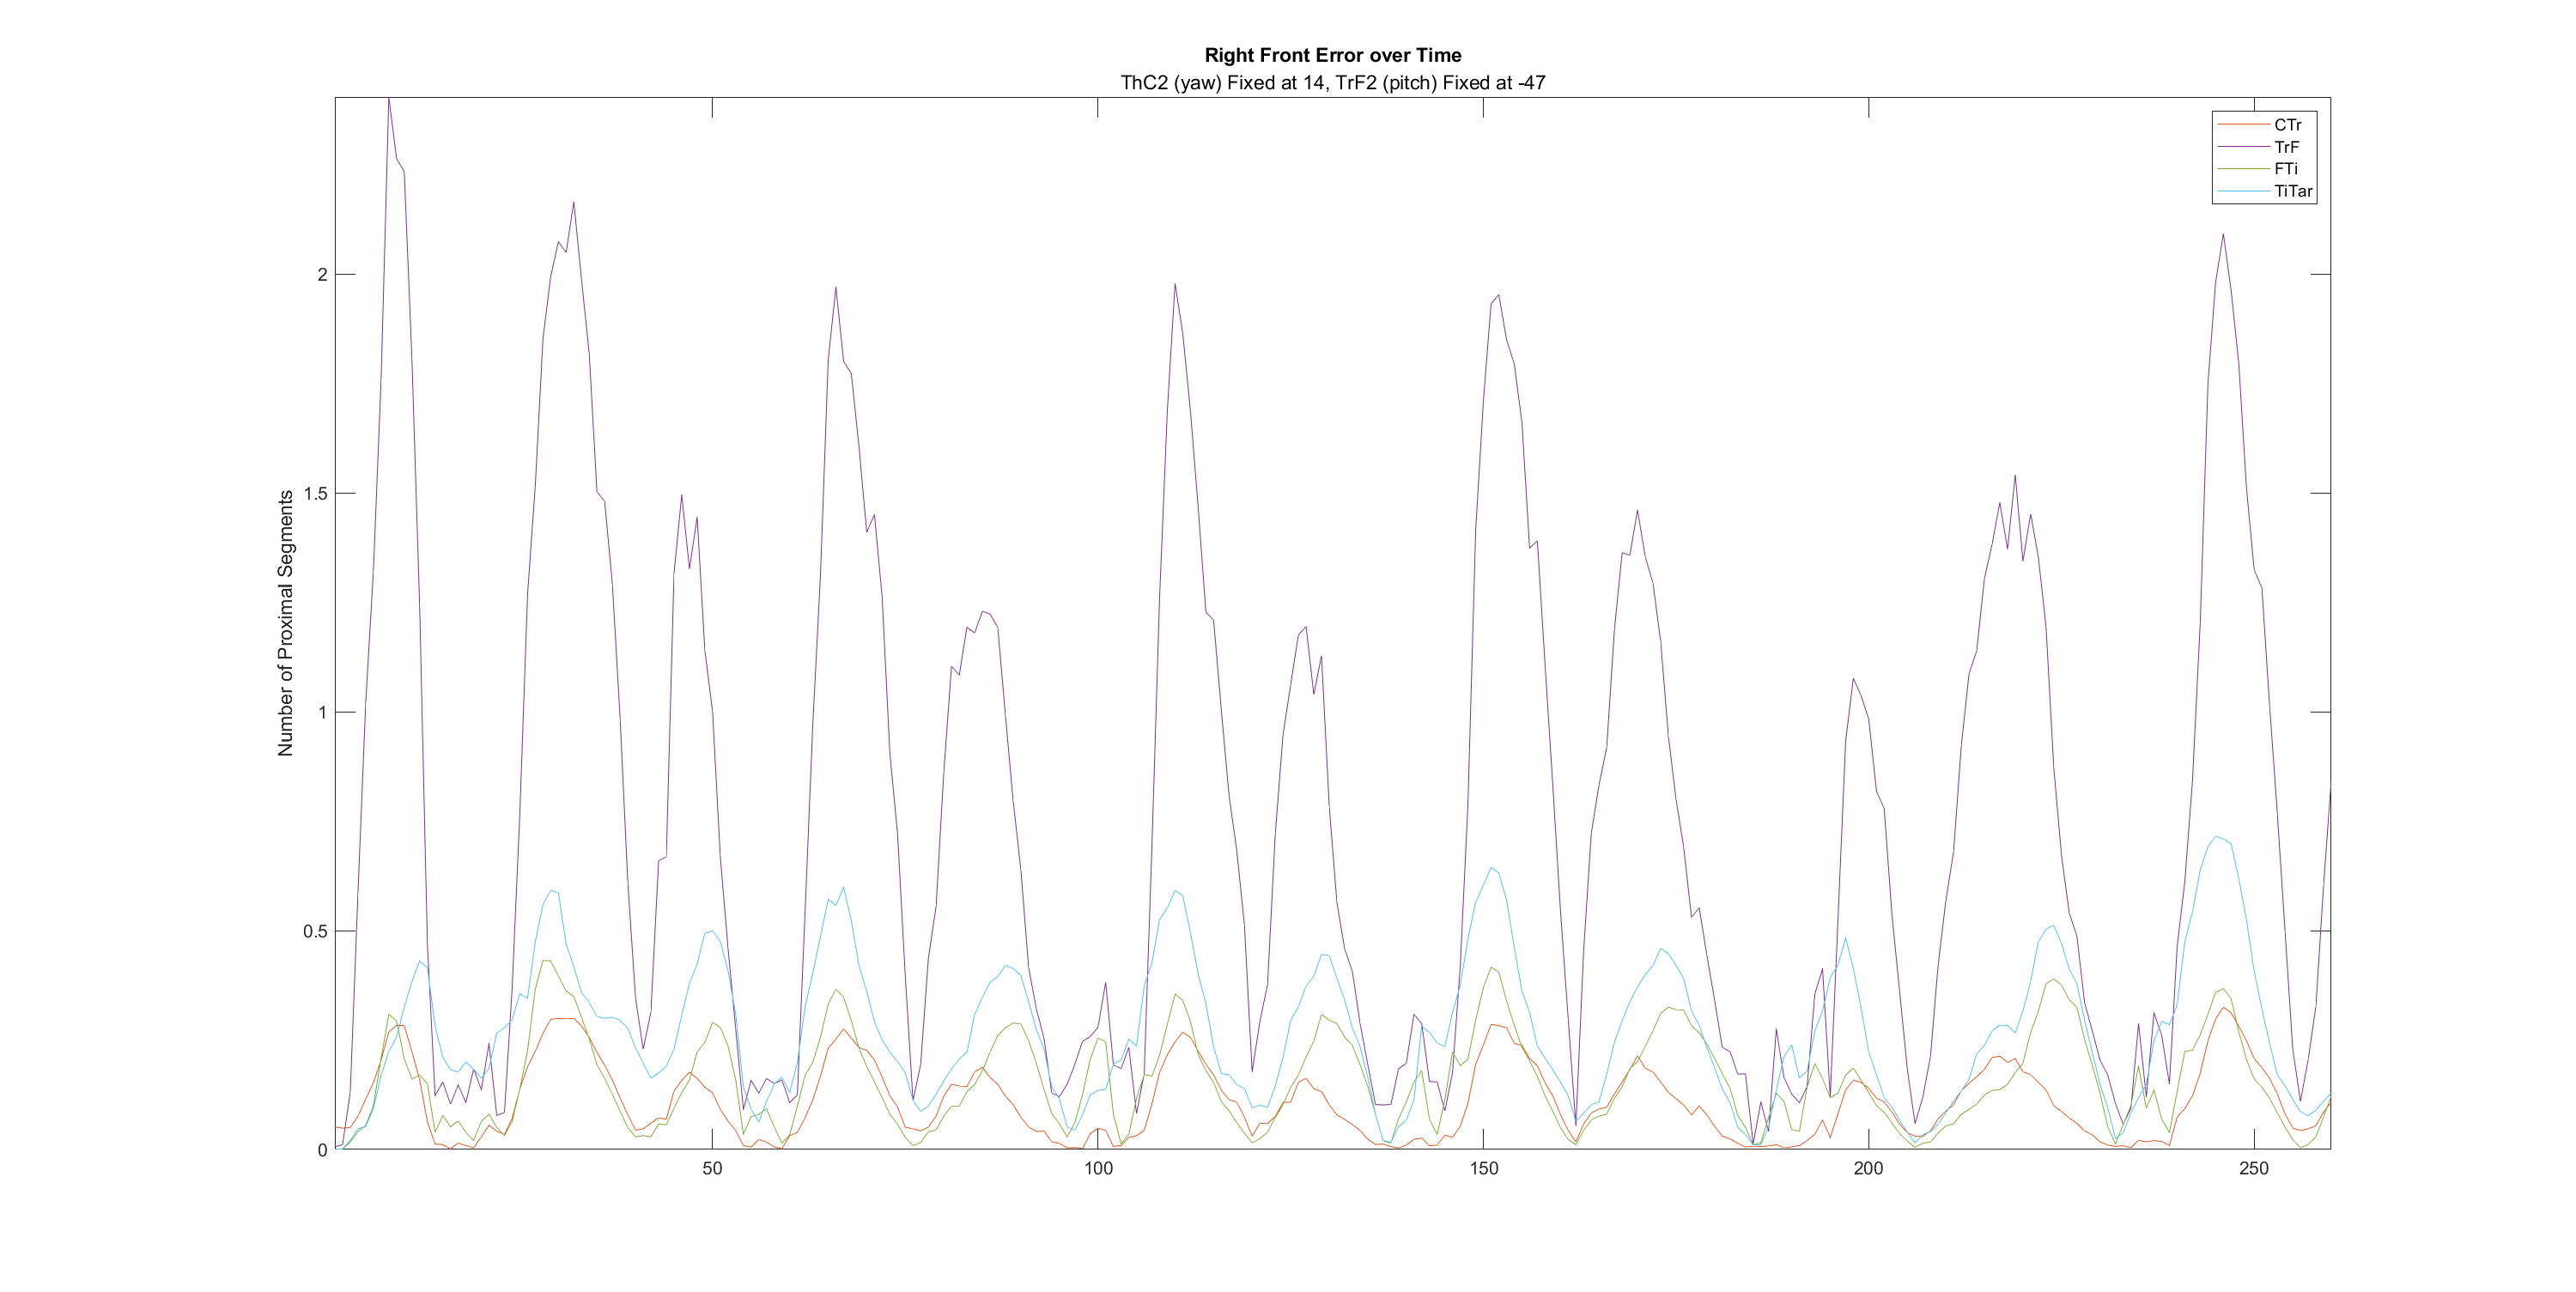 Right Front Error over Time
ThC2 (yaw) Fixed at 14, TrF2 (pitch) Fixed at -47
CTr
TrF
FTi
TiTar
Number of Proximal Segments
2
1.5
1
0.5
0
50
100
150
200
250